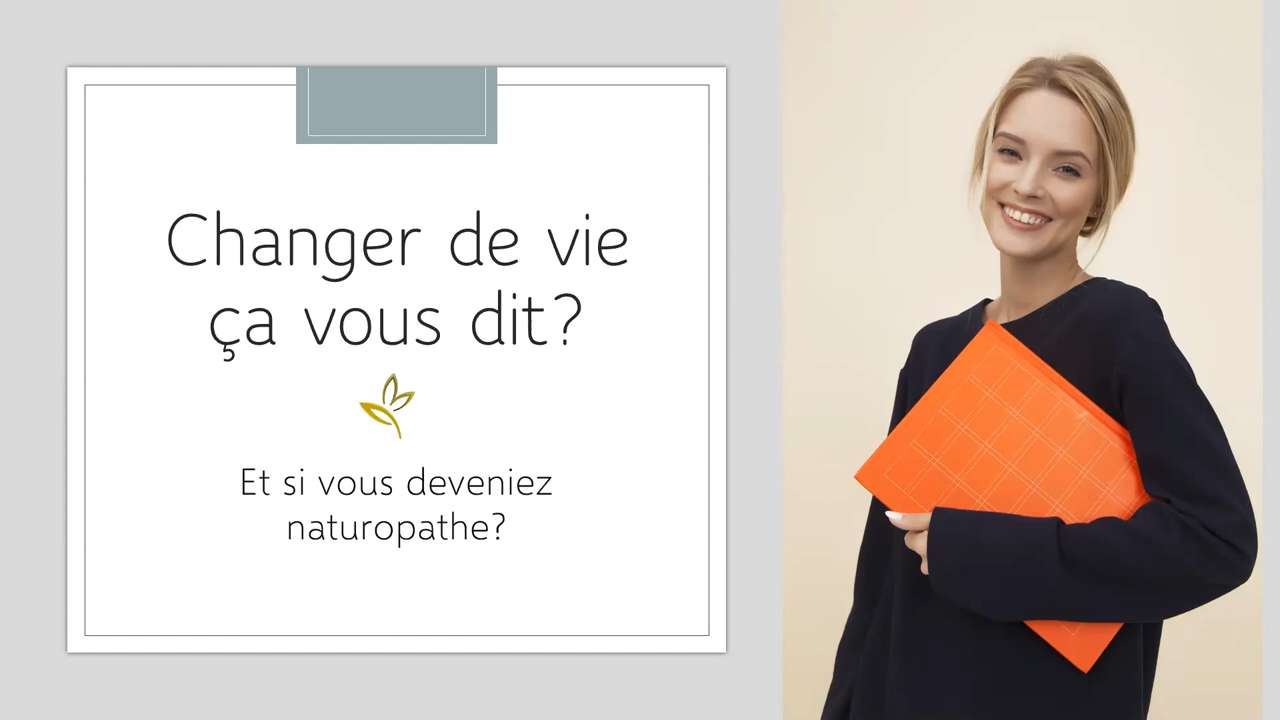 Changer de vie
ça vous dit?
Et si vous deveniez
naturopathe?